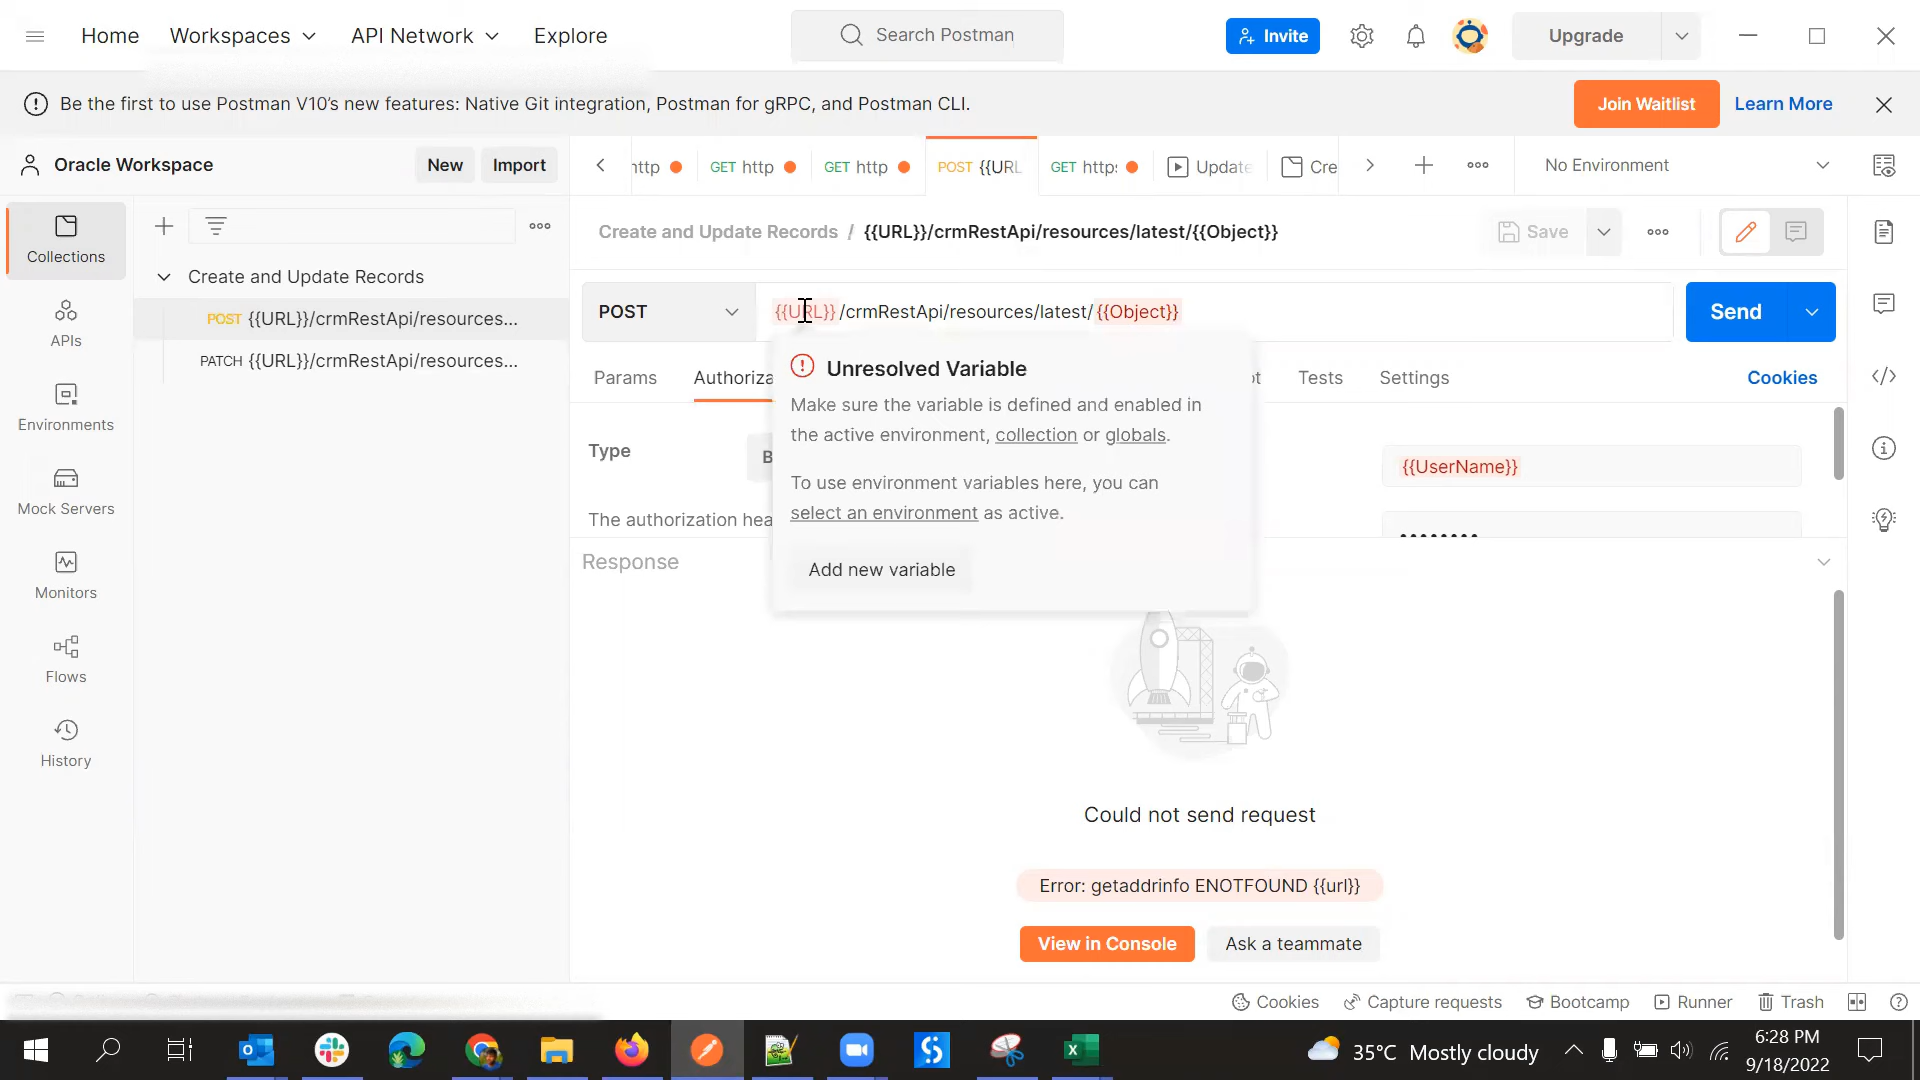 Home Workspaces API Network Explore Search Postman Invite Upgrade
Be the first to use Postman V10's new features: Native Git integration, Postman for gRPC, and Postman CLI. Join Waitlist Learn More
Oracle Workspace New Import
http GET http GET http POST {{URL GET https Update Cre No Environment
Collections
APIs
Environments
Mock Servers
Monitors
Flows
History
Create and Update Records
POST {{URL}}/crmRestApi/resources...
PATCH {{URL}}/crmRestApi/resources...
Create and Update Records / {{URL}}/crmRestApi/resources/latest/{{Object}} Save
POST {{URL}}/crmRestApi/resources/latest/{{Object}} Send
Params Authoriza Tests Settings Cookies
Type B {{UserName}}
The authorization hea ••••••••
Unresolved Variable
Make sure the variable is defined and enabled in
the active environment, collection or globals.
To use environment variables here, you can
select an environment as active.
Add new variable
Response
Could not send request
Error: getaddrinfo ENOTFOUND {{url}}
View in Console Ask a teammate
Cookies Capture requests Bootcamp Runner Trash
35°C Mostly cloudy
6:28 PM
9/18/2022